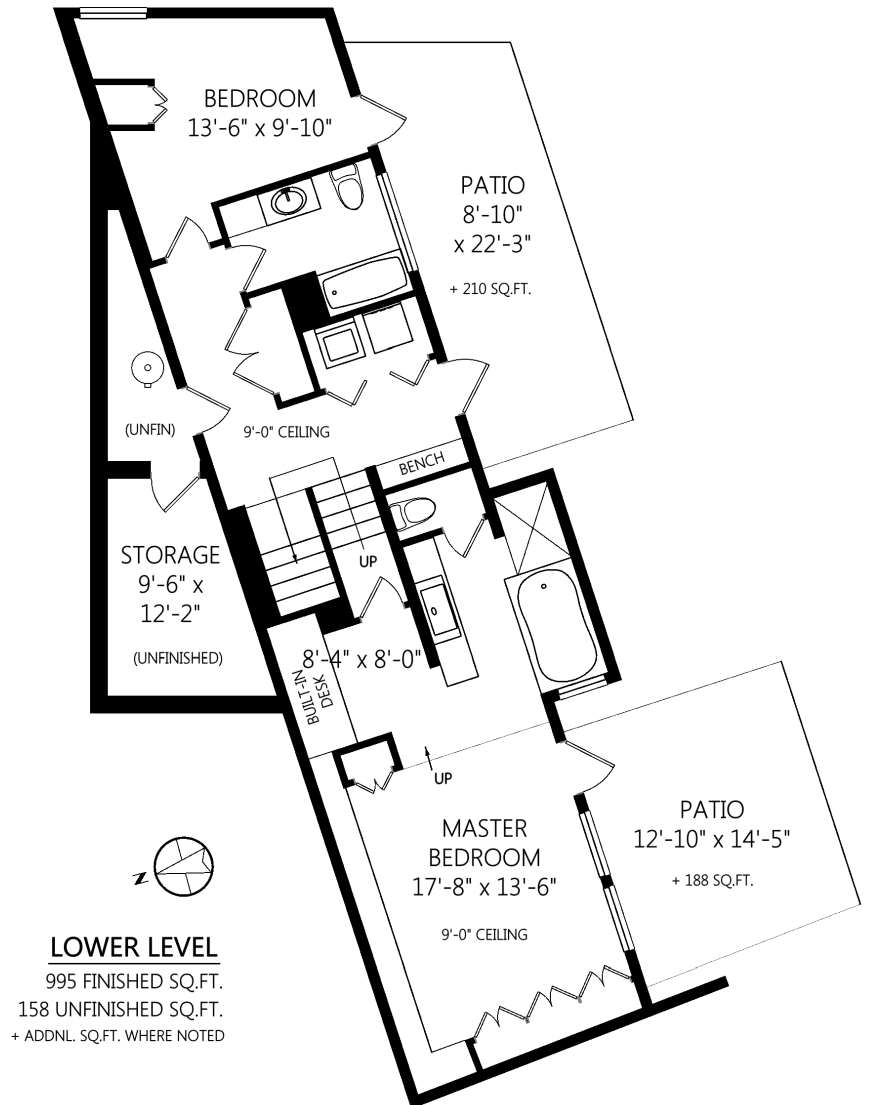 BEDROOM
13'-6" x 9'-10"
PATIO
8'-10"
x 22'-3"
+ 210 SQ.FT.
(UNFIN)
9'-0" CEILING
BENCH
UP
STORAGE
9'-6" x
12'-2"
(UNFINISHED)
8'-4" x 8'-0"
BUILT-IN
DESK
UP
MASTER
BEDROOM
17'-8" x 13'-6"
9'-0" CEILING
PATIO
12'-10" x 14'-5"
+ 188 SQ.FT.
N
LOWER LEVEL
995 FINISHED SQ.FT.
158 UNFINISHED SQ.FT.
+ ADDNL. SQ.FT. WHERE NOTED